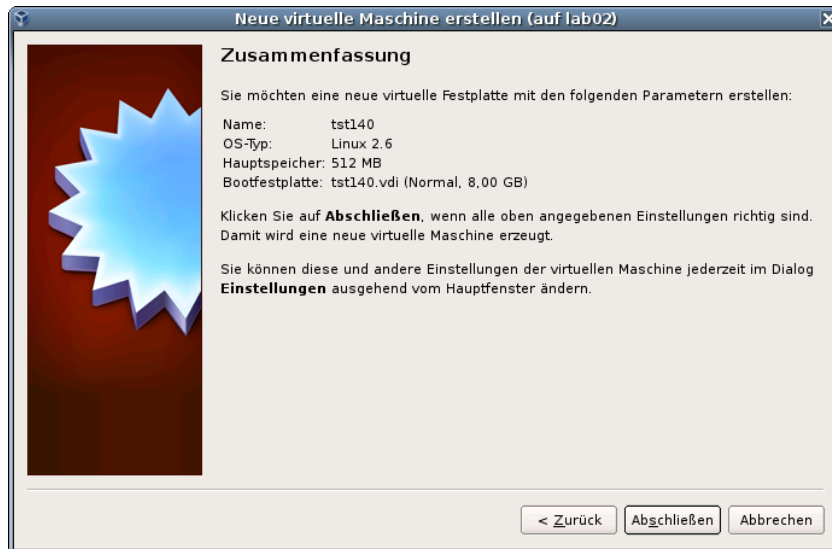 Neue virtuelle Maschine erstellen (auf lab02)
Zusammenfassung
Sie möchten eine neue virtuelle Festplatte mit den folgenden Parametern erstellen:
Name: tst140
OS-Typ: Linux 2.6
Hauptspeicher: 512 MB
Bootfestplatte: tst140.vdi (Normal, 8,00 GB)
Klicken Sie auf Abschließen, wenn alle oben angegebenen Einstellungen richtig sind.
Damit wird eine neue virtuelle Maschine erzeugt.
Sie können diese und andere Einstellungen der virtuellen Maschine jederzeit im Dialog
Einstellungen ausgehend vom Hauptfenster ändern.
< Zurück Abschließen Abbrechen